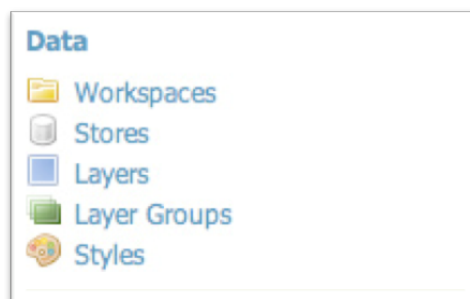 Data
Workspaces
Stores
Layers
Layer Groups
Styles